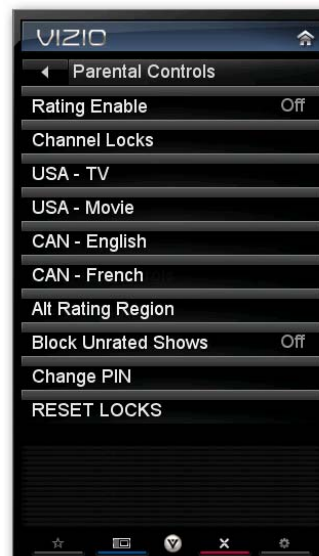 VIZIO
Parental Controls
Rating Enable Off
Channel Locks
USA - TV
USA - Movie
CAN - English
CAN - French
Alt Rating Region
Block Unrated Shows Off
Change PIN
RESET LOCKS